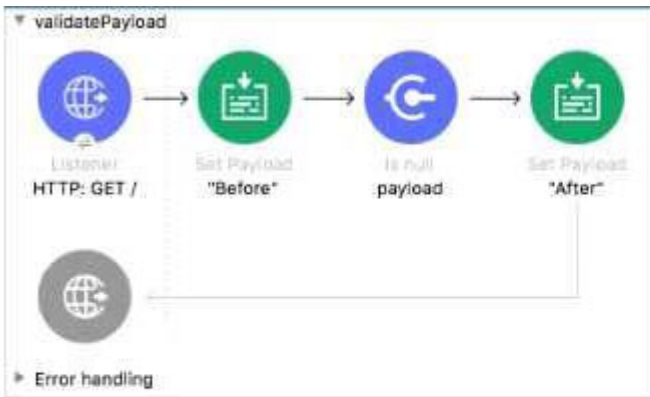 validatePayload
Listener
Set Payload
Is null
Set Payload
HTTP: GET /
"Before"
payload
"After"
Error handling